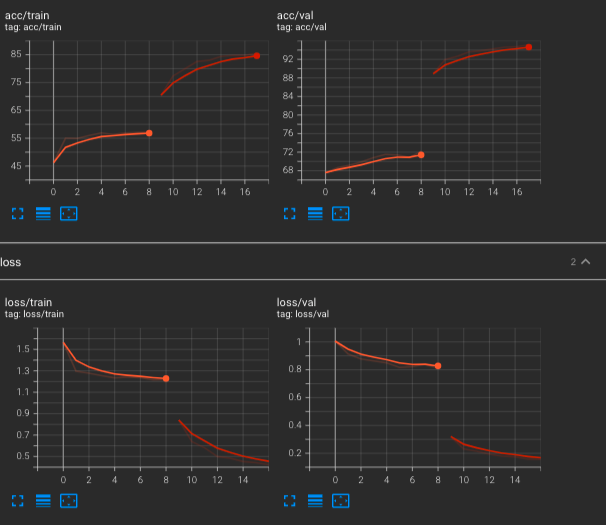 acc/train
tag: acc/train
85
75
65
55
45
0 2 4 6 8 10 12 14 16
acc/val
tag: acc/val
92
88
84
80
76
72
68
0 2 4 6 8 10 12 14 16
loss
2
loss/train
tag: loss/train
1.5
1.3
1.1
0.9
0.7
0.5
0 2 4 6 8 10 12 14
loss/val
tag: loss/val
1
0.8
0.6
0.4
0.2
0 2 4 6 8 10 12 14